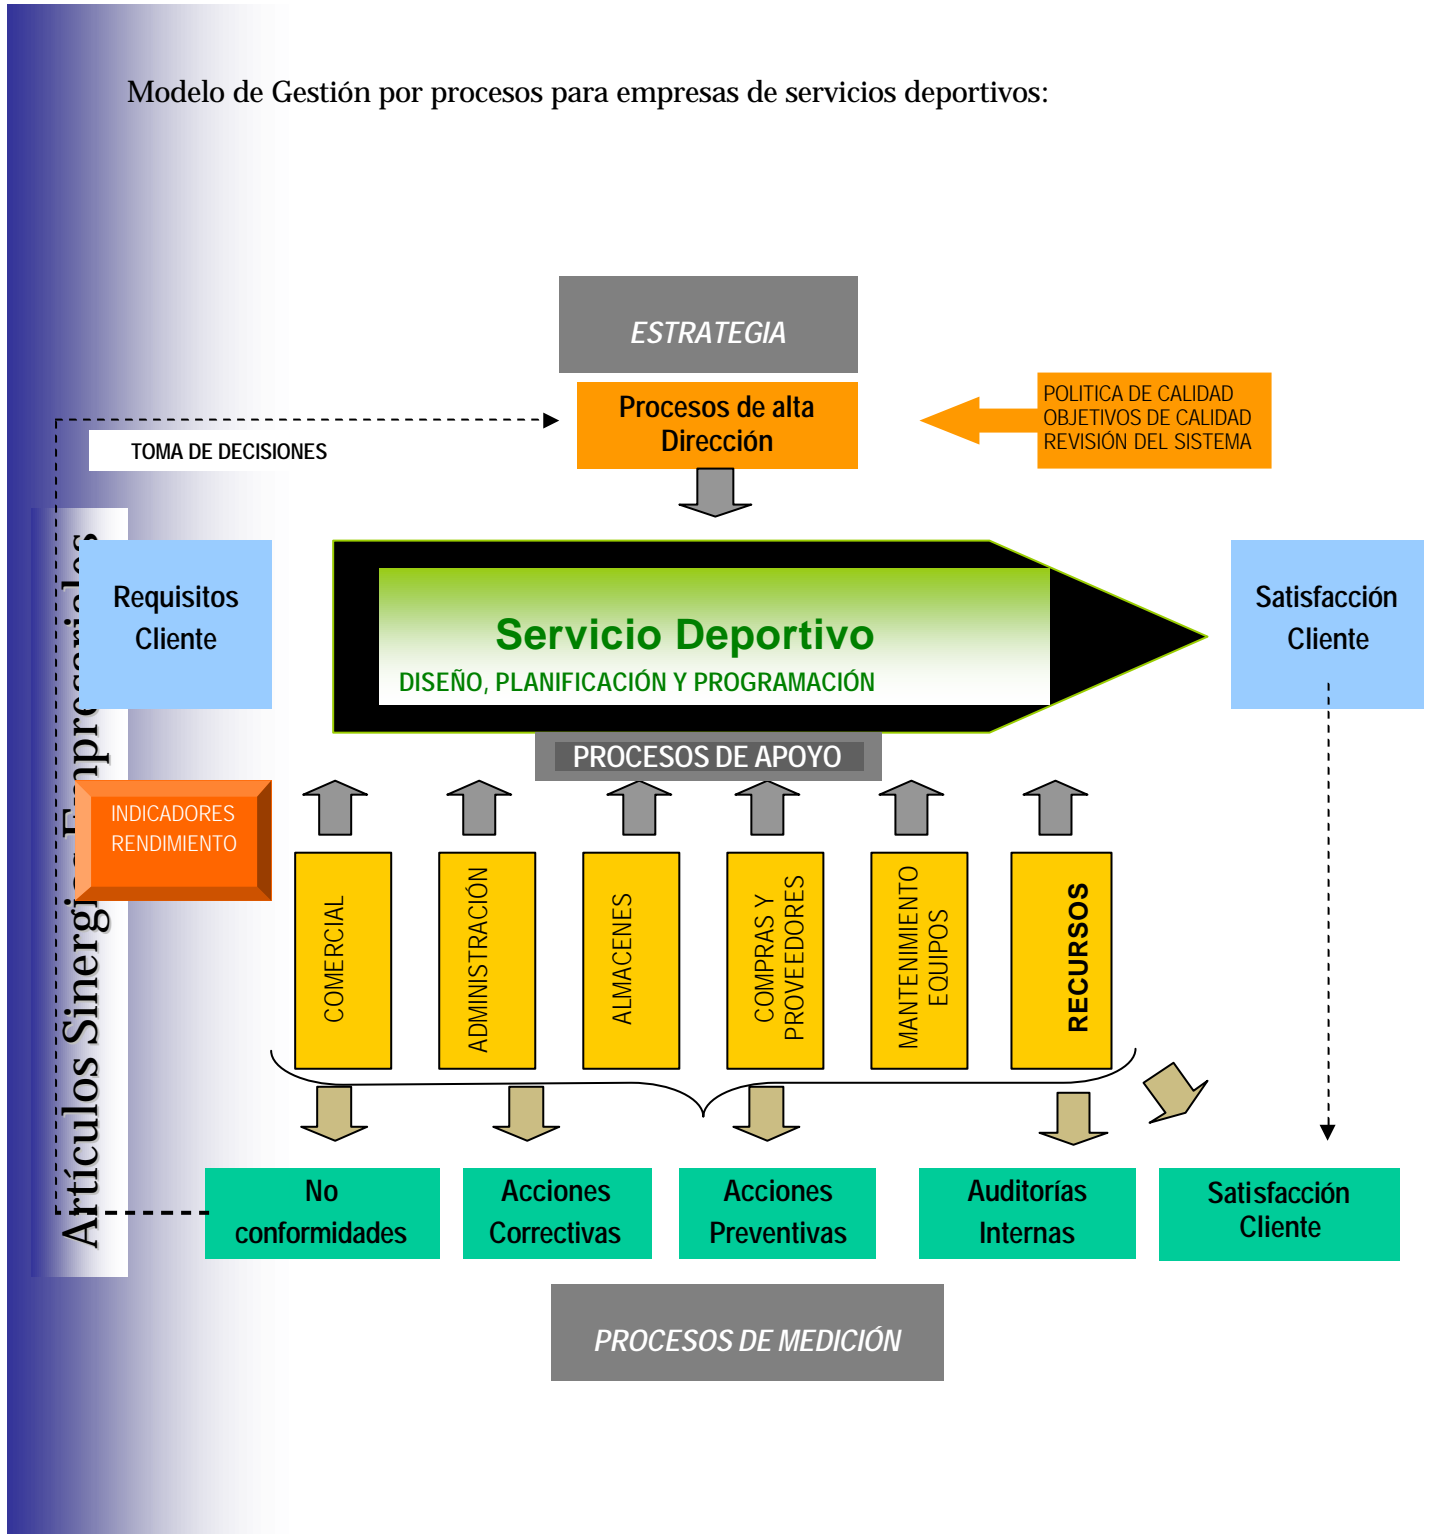 Modelo de Gestión por procesos para empresas de servicios deportivos:
ESTRATEGIA
Procesos de alta
Dirección
POLITICA DE CALIDAD
OBJETIVOS DE CALIDAD
REVISIÓN DEL SISTEMA
TOMA DE DECISIONES
Requisitos
Cliente
Servicio Deportivo
DISEÑO, PLANIFICACIÓN Y PROGRAMACIÓN
Satisfacción
Cliente
PROCESOS DE APOYO
INDICADORES
RENDIMIENTO
COMERCIAL
ADMINISTRACIÓN
ALMACENES
COMPRAS Y
PROVEEDORES
MANTENIMIENTO
EQUIPOS
RECURSOS
No
conformidades
Acciones
Correctivas
Acciones
Preventivas
Auditorías
Internas
Satisfacción
Cliente
PROCESOS DE MEDICIÓN
Artículos Sinergia Empresariales